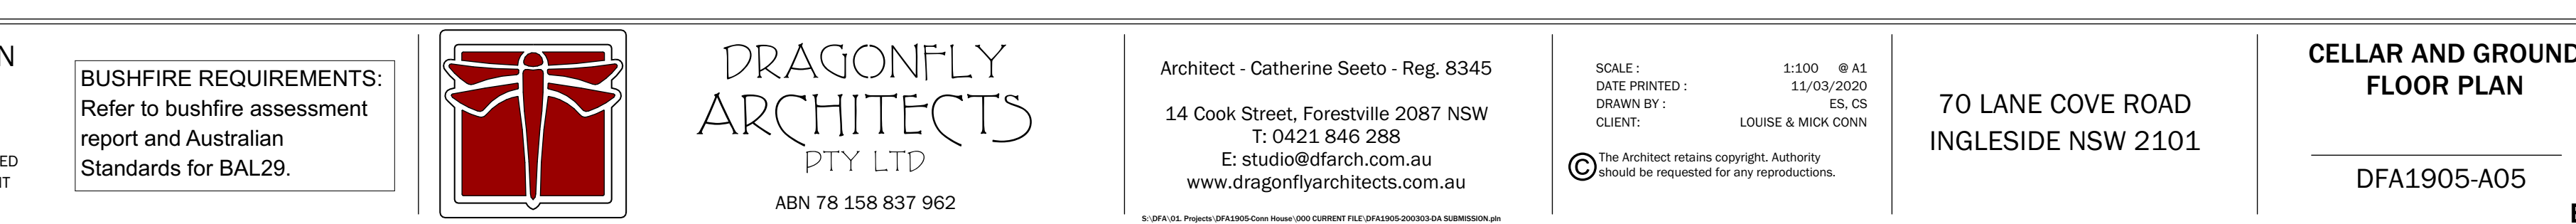 N
ED
IT
BUSHFIRE REQUIREMENTS:
Refer to bushfire assessment
report and Australian
Standards for BAL29.
DRAGONFLY
ARCHITECTS
PTY LTD
ABN 78 158 837 962
Architect - Catherine Seeto - Reg. 8345
14 Cook Street, Forestville 2087 NSW
T: 0421 846 288
E: studio@dfarch.com.au
www.dragonflyarchitects.com.au
S:\DFA\01. Projects\DFA1905-Conn House\000 CURRENT FILE\DFA1905-200303-DA SUBMISSION.pln
SCALE : 1:100 @ A1
DATE PRINTED : 11/03/2020
DRAWN BY : ES, CS
CLIENT: LOUISE & MICK CONN
© The Architect retains copyright. Authority
should be requested for any reproductions.
70 LANE COVE ROAD
INGLESIDE NSW 2101
CELLAR AND GROUND
FLOOR PLAN
DFA1905-A05